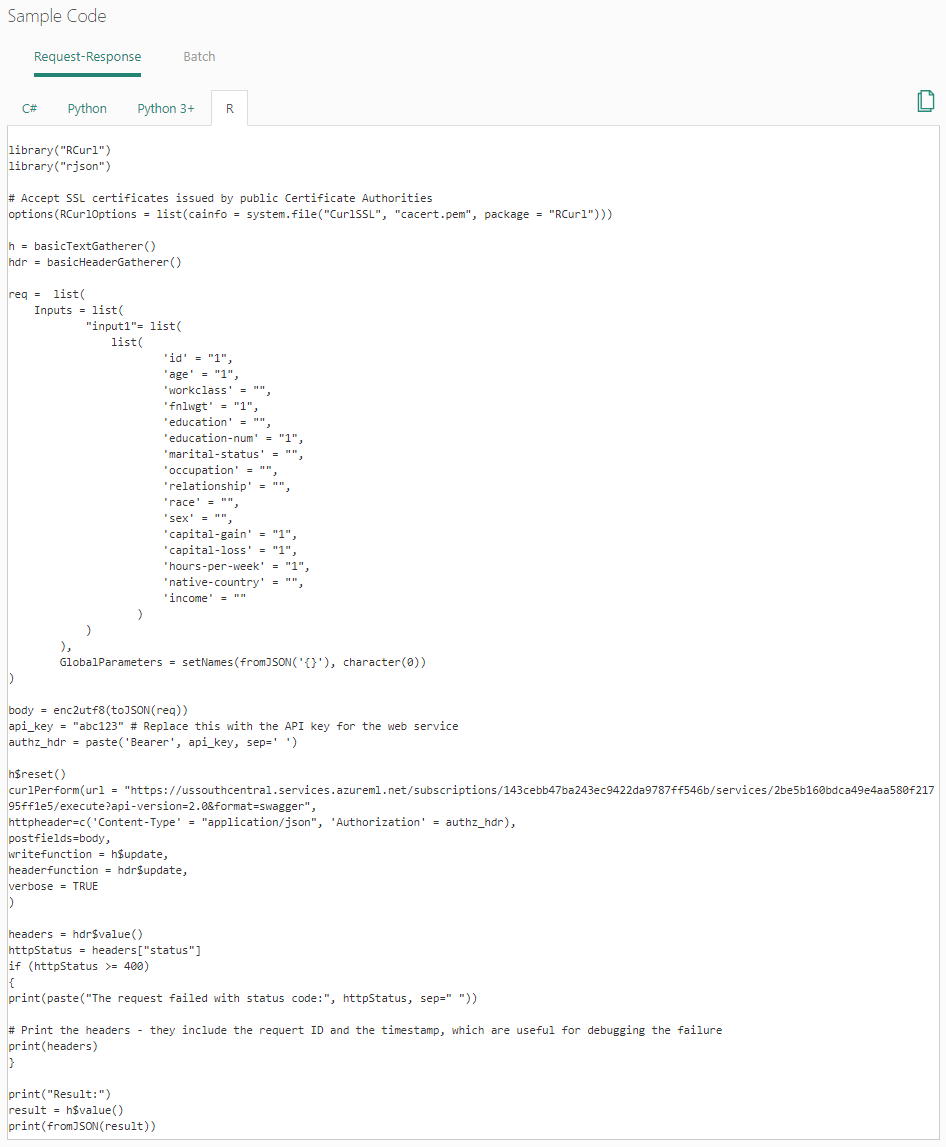 Sample Code
Request-Response Batch
C# Python Python 3+ R
library("RCurl")
library("rjson")
# Accept SSL certificates issued by public Certificate Authorities
options(RCurlOptions = list(cainfo = system.file("CurlSSL", "cacert.pem", package = "RCurl")))
h = basicTextGatherer()
hdr = basicHeaderGatherer()
req =  list(
    Inputs = list(
            "input1"= list(
                list(
                        'id' = "1",
                        'age' = "1",
                        'workclass' = "",
                        'fnlwgt' = "1",
                        'education' = "",
                        'education-num' = "1",
                        'marital-status' = "",
                        'occupation' = "",
                        'relationship' = "",
                        'race' = "",
                        'sex' = "",
                        'capital-gain' = "1",
                        'capital-loss' = "1",
                        'hours-per-week' = "1",
                        'native-country' = "",
                        'income' = ""
                    )
            )
        ),
        GlobalParameters = setNames(fromJSON('{}'), character(0))
)
body = enc2utf8(toJSON(req))
api_key = "abc123" # Replace this with the API key for the web service
authz_hdr = paste('Bearer', api_key, sep=' ')
h$reset()
curlPerform(url = "https://ussouthcentral.services.azureml.net/subscriptions/143cebb47ba243ec9422da9787ff546b/services/2be5b160bdca49e4aa580f217
95ff1e5/execute?api-version=2.0&format=swagger",
httpheader=c('Content-Type' = "application/json", 'Authorization' = authz_hdr),
postfields=body,
writefunction = h$update,
headerfunction = hdr$update,
verbose = TRUE
)
headers = hdr$value()
httpStatus = headers["status"]
if (httpStatus >= 400)
{
print(paste("The request failed with status code:", httpStatus, sep=" "))
# Print the headers - they include the requert ID and the timestamp, which are useful for debugging the failure
print(headers)
}
print("Result:")
result = h$value()
print(fromJSON(result))